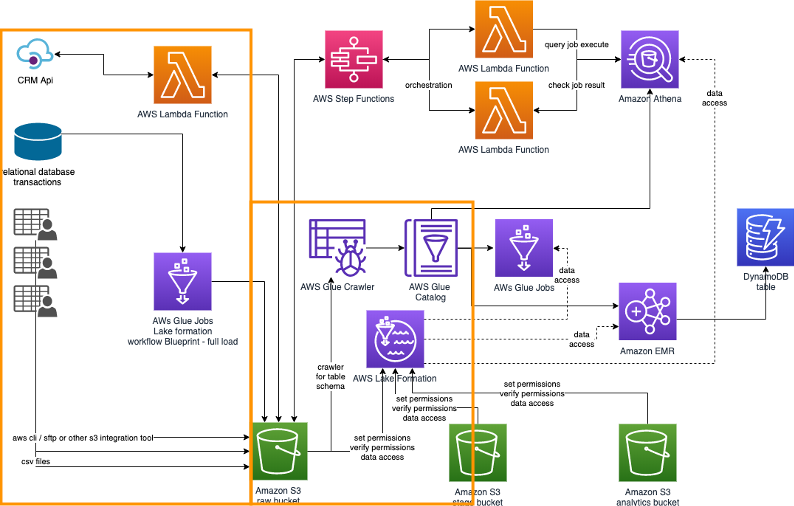 CRM Api
AWS Lambda Function
relational database
transactions
AWs Glue Jobs
Lake formation
workflow Blueprint - full load
aws cli / sftp or other s3 integration tool
csv files
AWS Step Functions
orchestration
AWS Lambda Function
query job execute
check job result
AWS Lambda Function
Amazon Athena
data
access
AWS Glue Crawler
AWS Glue
Catalog
AWs Glue Jobs
data
access
DynamoDB
table
Amazon EMR
data
access
AWS Lake Formation
crawler
for table
schema
set permissions
verify permissions
data access
set permissions
verify permissions
data access
set permissions
verify permissions
data access
Amazon S3
raw bucket
Amazon S3
stage bucket
Amazon S3
analytics bucket